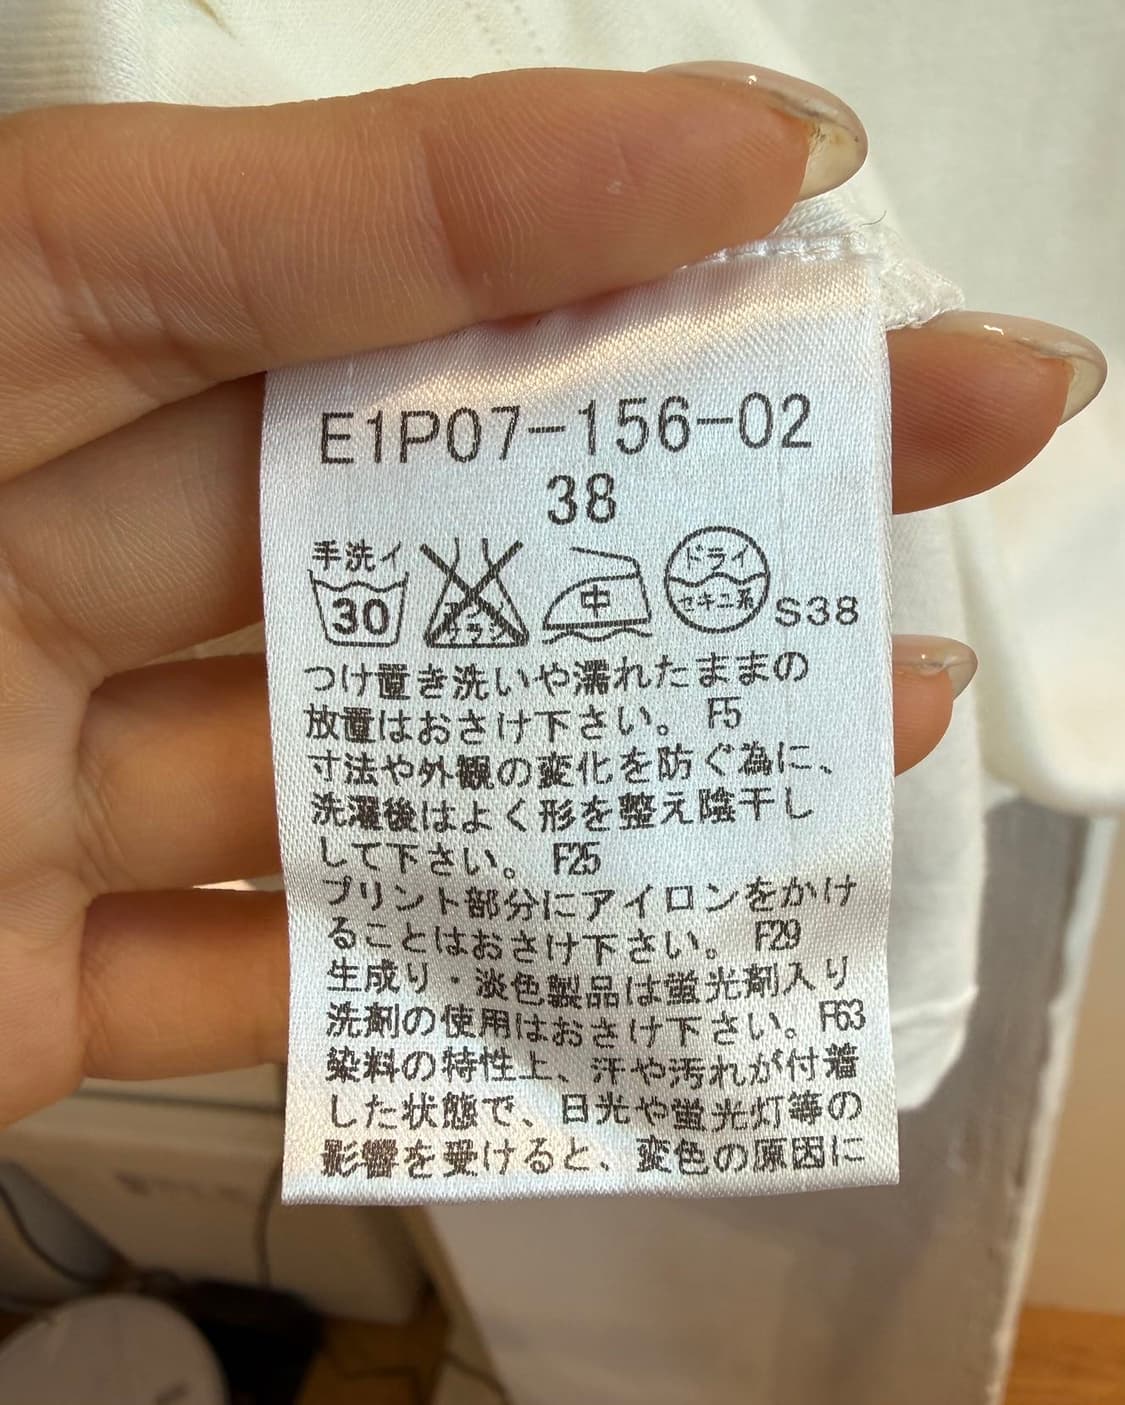 E1P07-156-02
38
手洗イ
30
エンソ
サラシ
中
ドライ
セキユ系
S38
つけ置き洗いや濡れたままの
放置はおさけ下さい。 F5
寸法や外観の変化を防ぐ為に、
洗濯後はよく形を整え陰干し
して下さい。 F25
プリント部分にアイロンをかけ
ることはおさけ下さい。 F29
生成り・淡色製品は蛍光剤入り
洗剤の使用はおさけ下さい。F63
染料の特性上、汗や汚れが付着
した状態で、日光や蛍光灯等の
影響を受けると、変色の原因に